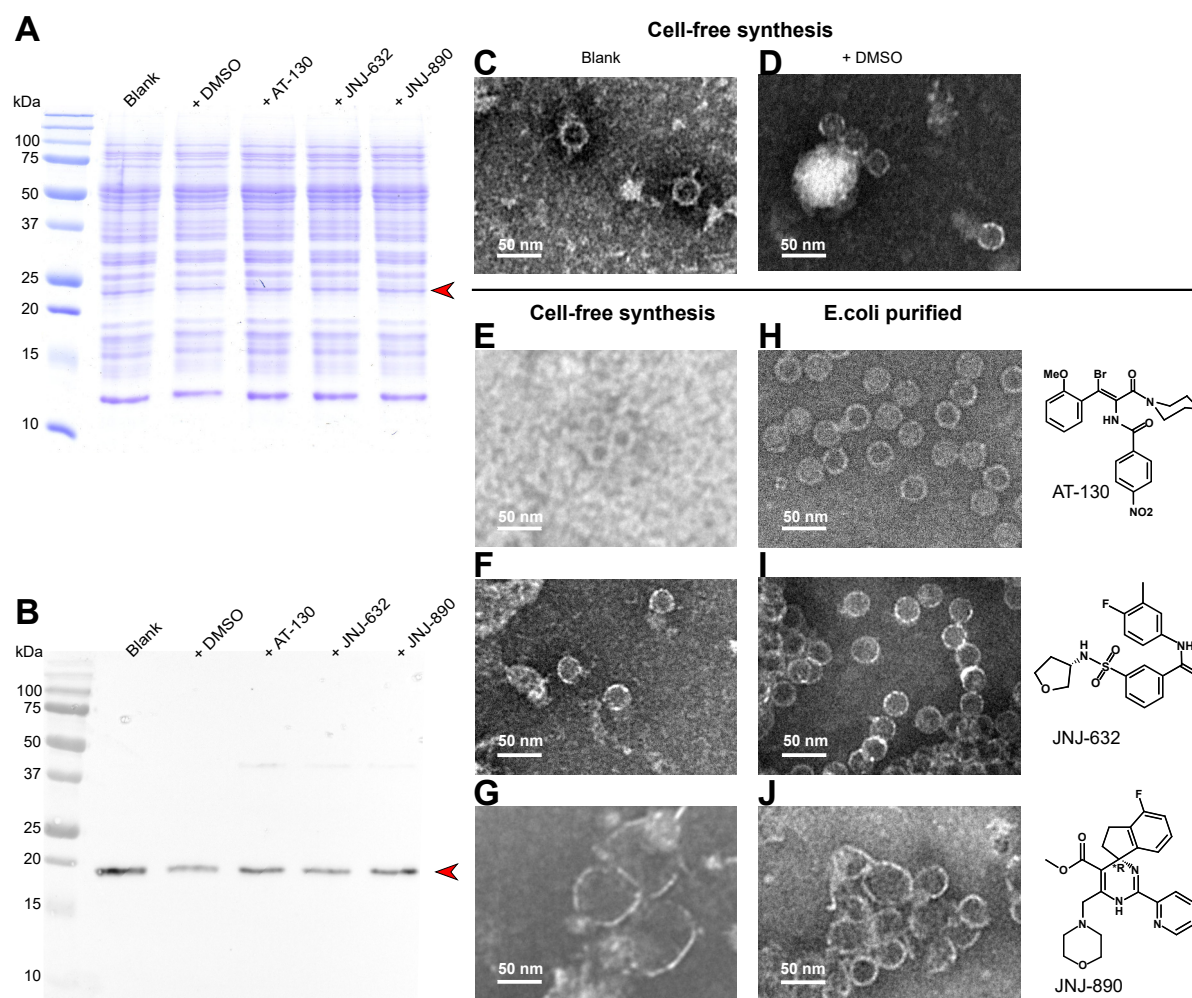 A
Blank
+ DMSO
+ AT-130
+ JNJ-632
+ JNJ-890
kDa
100
75
50
37
25
20
15
10
B
Blank
+ DMSO
+ AT-130
+ JNJ-632
+ JNJ-890
kDa
100
75
50
37
25
20
15
10
Cell-free synthesis
C
Blank
50 nm
D
+ DMSO
50 nm
Cell-free synthesis
E.coli purified
E
50 nm
H
50 nm
MeO
Br
O
N
HN
O
NO2
AT-130
F
50 nm
I
50 nm
F
NH
H
N
O
S
O
O
JNJ-632
G
50 nm
J
50 nm
F
O
O
*R
N
N
H
N
N
O
JNJ-890